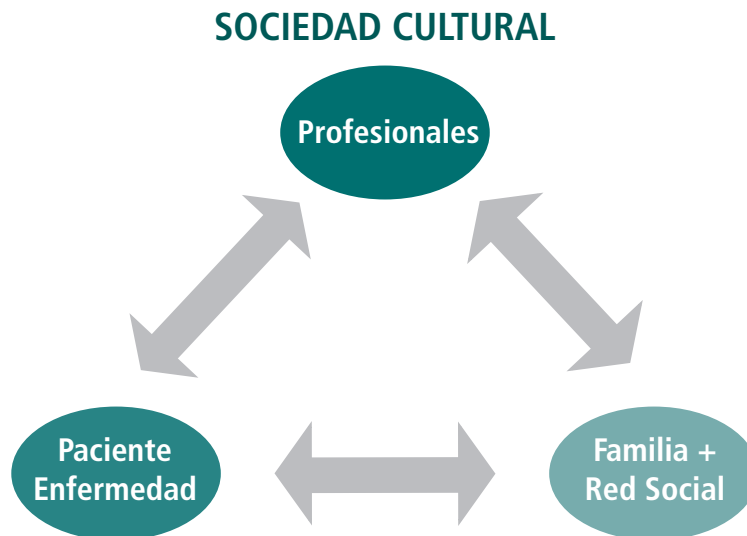 SOCIEDAD CULTURAL
Profesionales
Paciente
Enfermedad
Familia +
Red Social